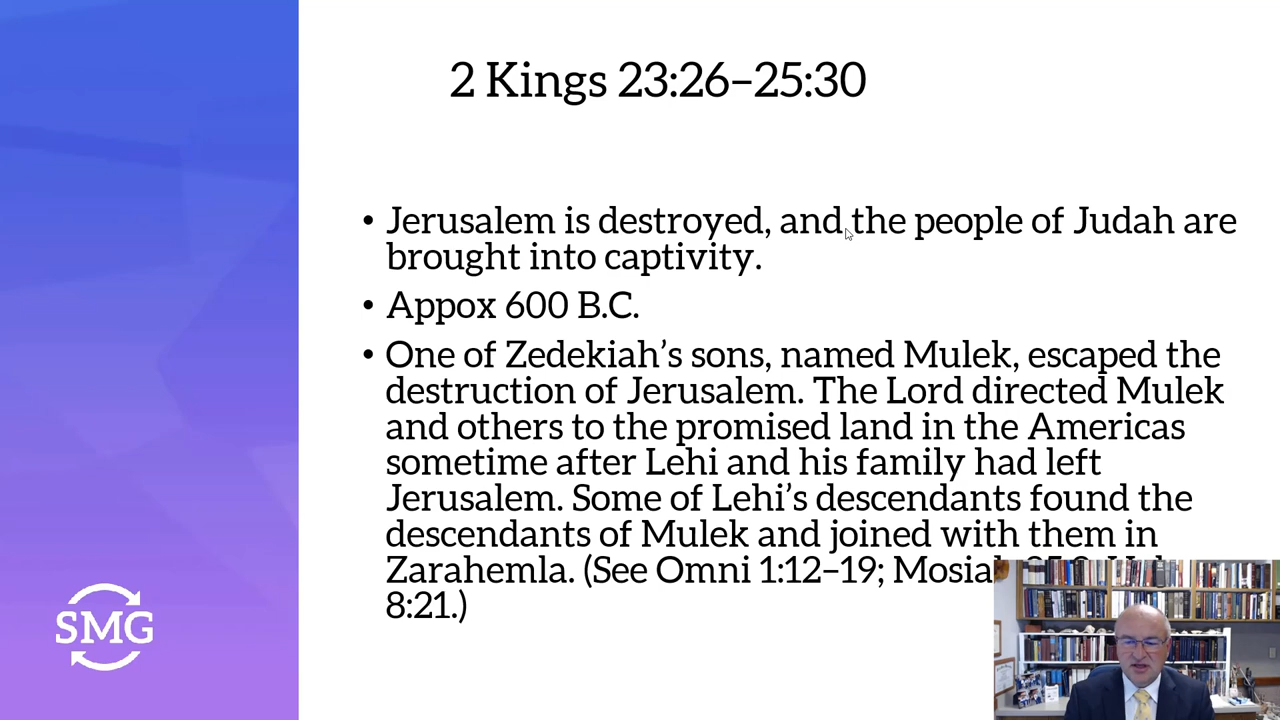 2 Kings 23:26–25:30
• Jerusalem is destroyed, and the people of Judah are
brought into captivity.
• Appox 600 B.C.
• One of Zedekiah’s sons, named Mulek, escaped the
destruction of Jerusalem. The Lord directed Mulek
and others to the promised land in the Americas
sometime after Lehi and his family had left
Jerusalem. Some of Lehi’s descendants found the
descendants of Mulek and joined with them in
Zarahemla. (See Omni 1:12–19;
8:21.)
SMG